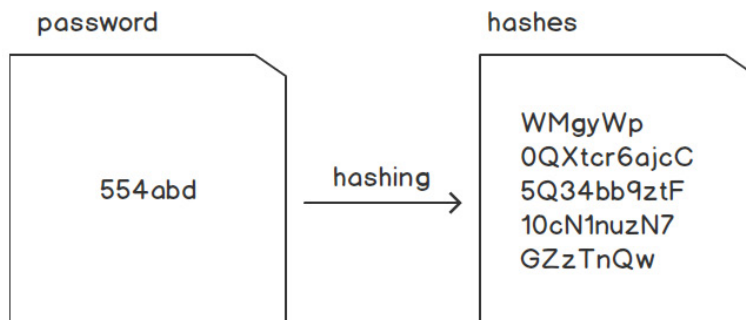 password
hashes
554abd
hashing
WMgyWp
0QXtcr6ajcC
5Q34bb9ztF
10cN1nuzN7
GZzTnQw